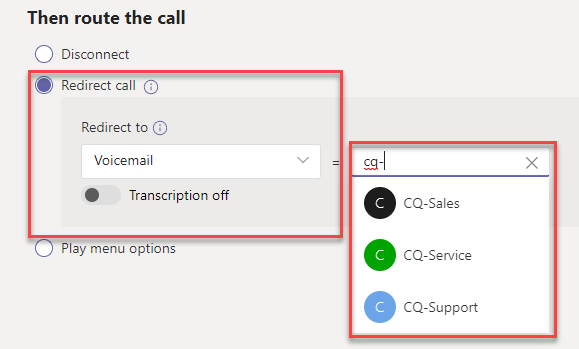 Then route the call
Disconnect
Redirect call
Redirect to
Voicemail
=
cq-
Transcription off
C CQ-Sales
C CQ-Service
C CQ-Support
Play menu options